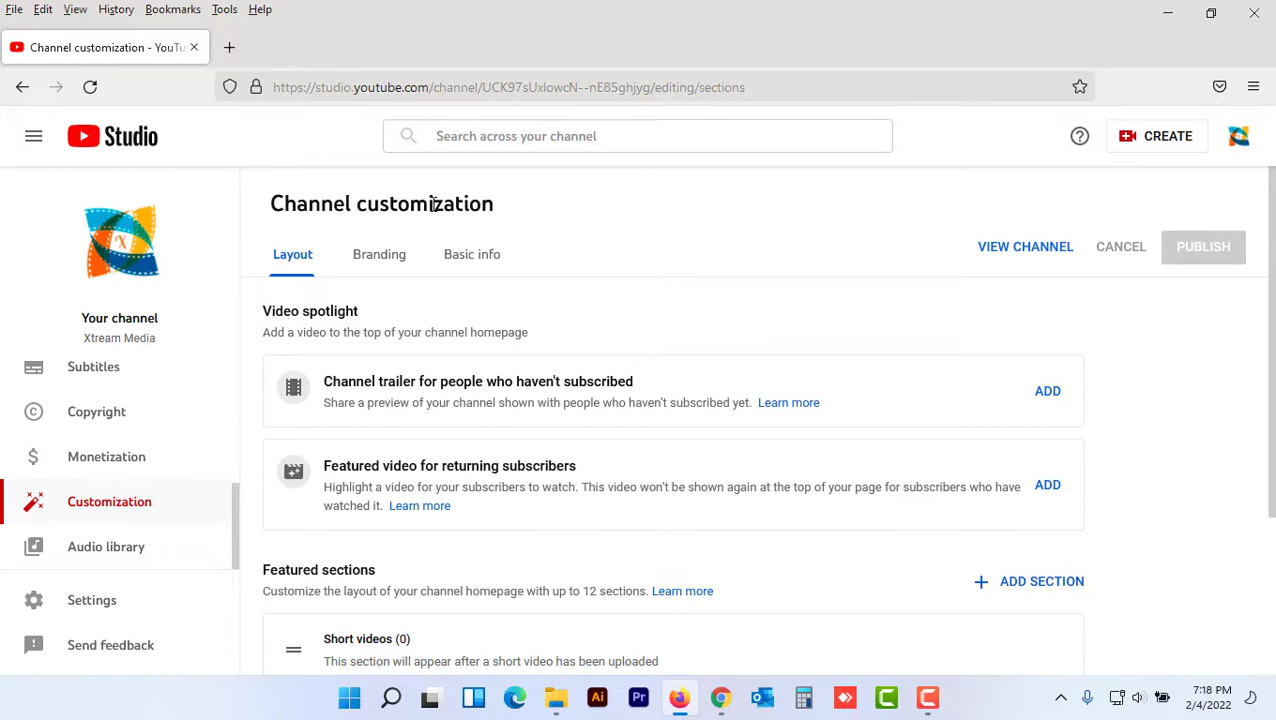 File Edit View History Bookmarks Tools Help
Channel customization - YouTu
https://studio.youtube.com/channel/UCK97sUxlowcN--nE85ghjyg/editing/sections
Studio
Search across your channel
CREATE
X
Your channel
Xtream Media
Subtitles
Copyright
Monetization
Customization
Audio library
Settings
Send feedback
Channel customization
Layout Branding Basic info
VIEW CHANNEL CANCEL PUBLISH
Video spotlight
Add a video to the top of your channel homepage
Channel trailer for people who haven't subscribed
Share a preview of your channel shown with people who haven't subscribed yet. Learn more
ADD
Featured video for returning subscribers
Highlight a video for your subscribers to watch. This video won't be shown again at the top of your page for subscribers who have
watched it. Learn more
ADD
Featured sections
Customize the layout of your channel homepage with up to 12 sections. Learn more
ADD SECTION
Short videos (0)
This section will appear after a short video has been uploaded
Ai Pr
7:18 PM
2/4/2022